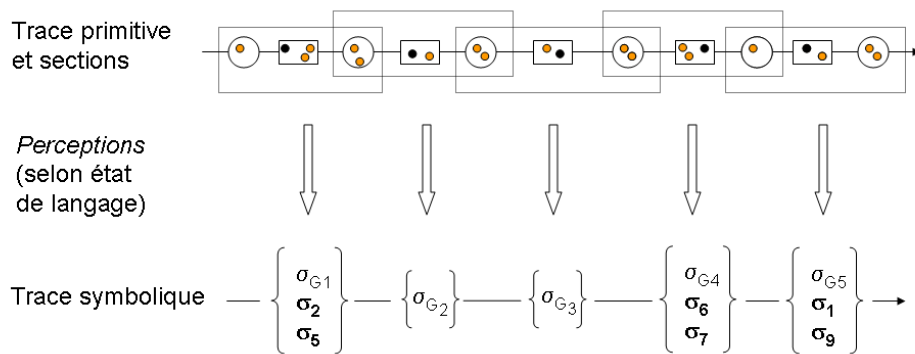 Trace primitive
et sections
Perceptions
(selon état
de langage)
Trace symbolique
σG1
σ2
σ5
σG2
σG3
σG4
σ6
σ7
σG5
σ1
σ9